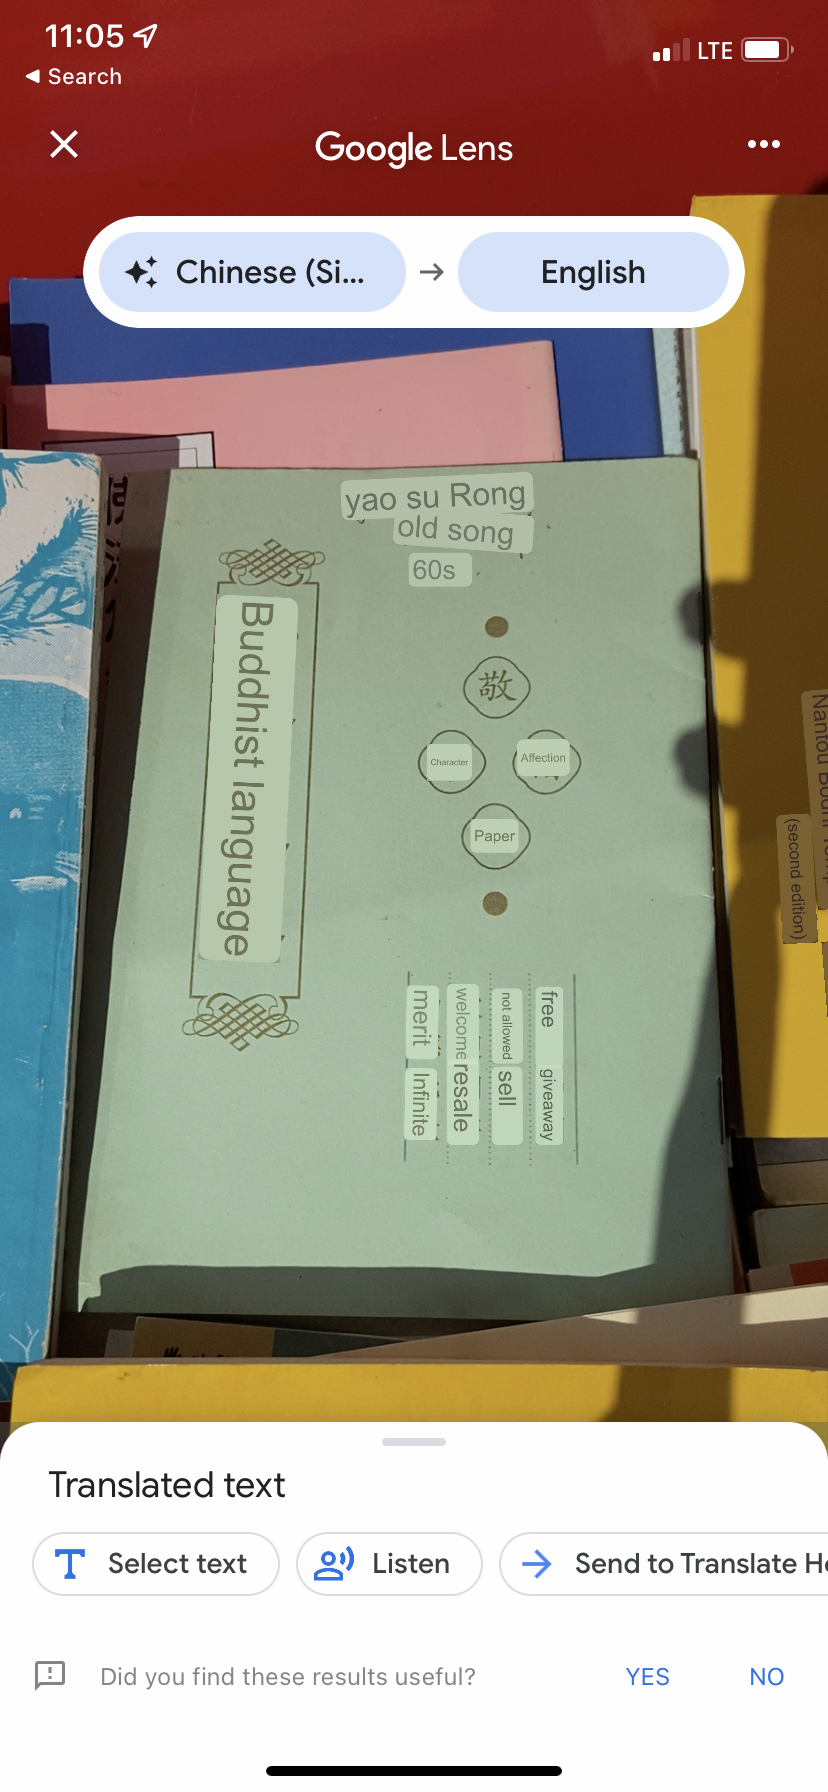 11:05
Search
LTE
Google Lens
Chinese (Si...
English
yao su Rong
old song
60s
Buddhist language
敬
Character
Affection
Paper
free giveaway
not allowed sell
welcome resale
merit Infinite
(second edition)
Translated text
Select text
Listen
Send to Translate Ho
Did you find these results useful?
YES
NO